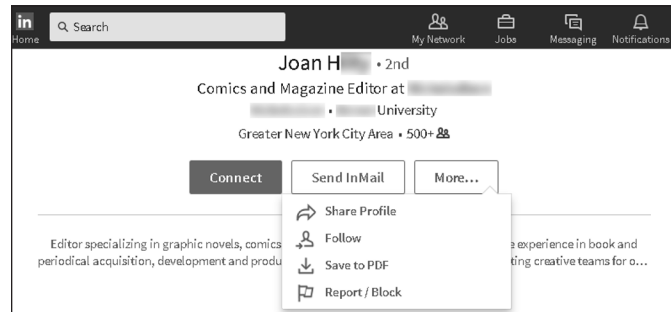 in Search
Home My Network Jobs Messaging Notifications
Joan H • 2nd
Comics and Magazine Editor at
• University
Greater New York City Area • 500+
Connect Send InMail More...
Share Profile
Follow
Save to PDF
Report / Block
Editor specializing in graphic novels, comics e experience in book and
periodical acquisition, development and produ ting creative teams for o...